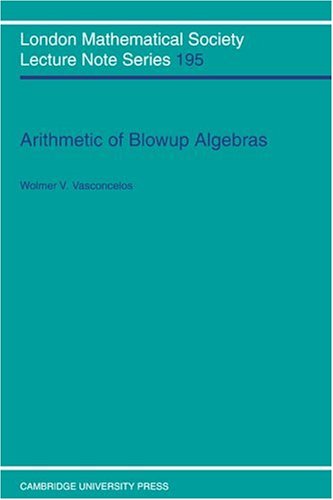 London Mathematical Society
Lecture Note Series 195
Arithmetic of Blowup Algebras
Wolmer V. Vasconcelos
CAMBRIDGE UNIVERSITY PRESS